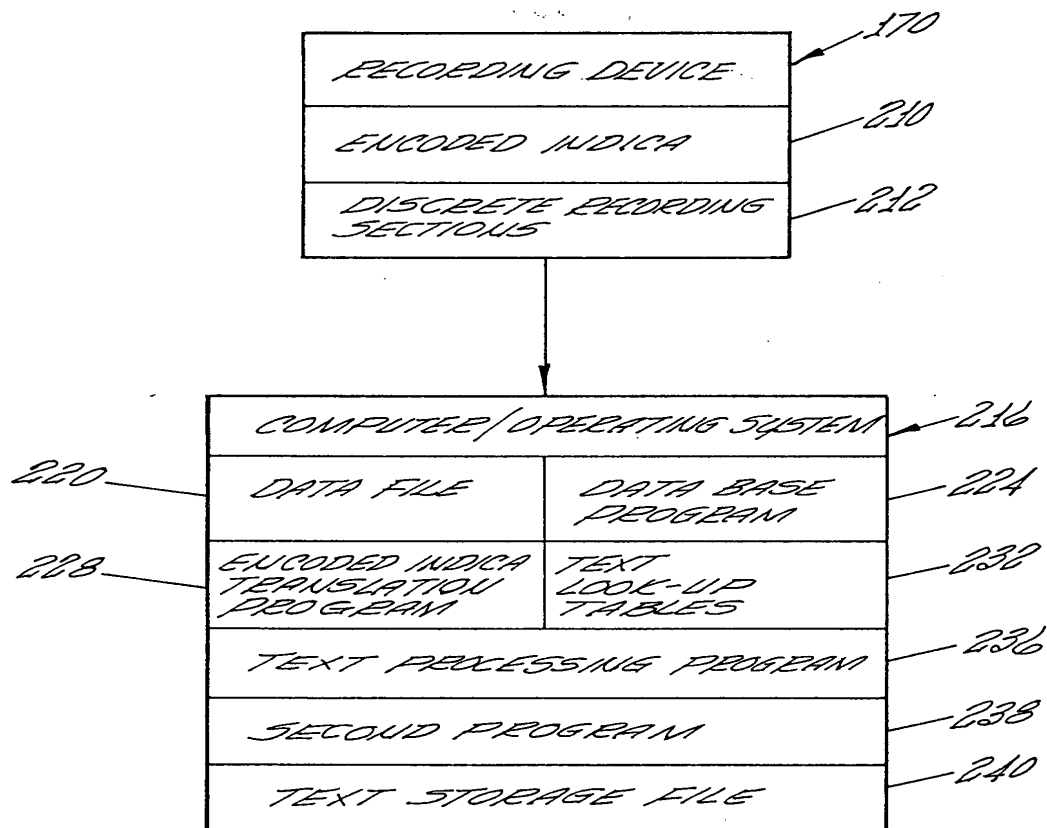 170
RECORDING DEVICE
210
ENCODED INDICA
212
DISCRETE RECORDING
SECTIONS
COMPUTER/OPERATING SYSTEM
216
220
DATA FILE
DATA BASE
PROGRAM
224
228
ENCODED INDICA
TRANSLATION
PROGRAM
TEXT
LOOK-UP
TABLES
232
TEXT PROCESSING PROGRAM
236
SECOND PROGRAM
238
TEXT STORAGE FILE
240